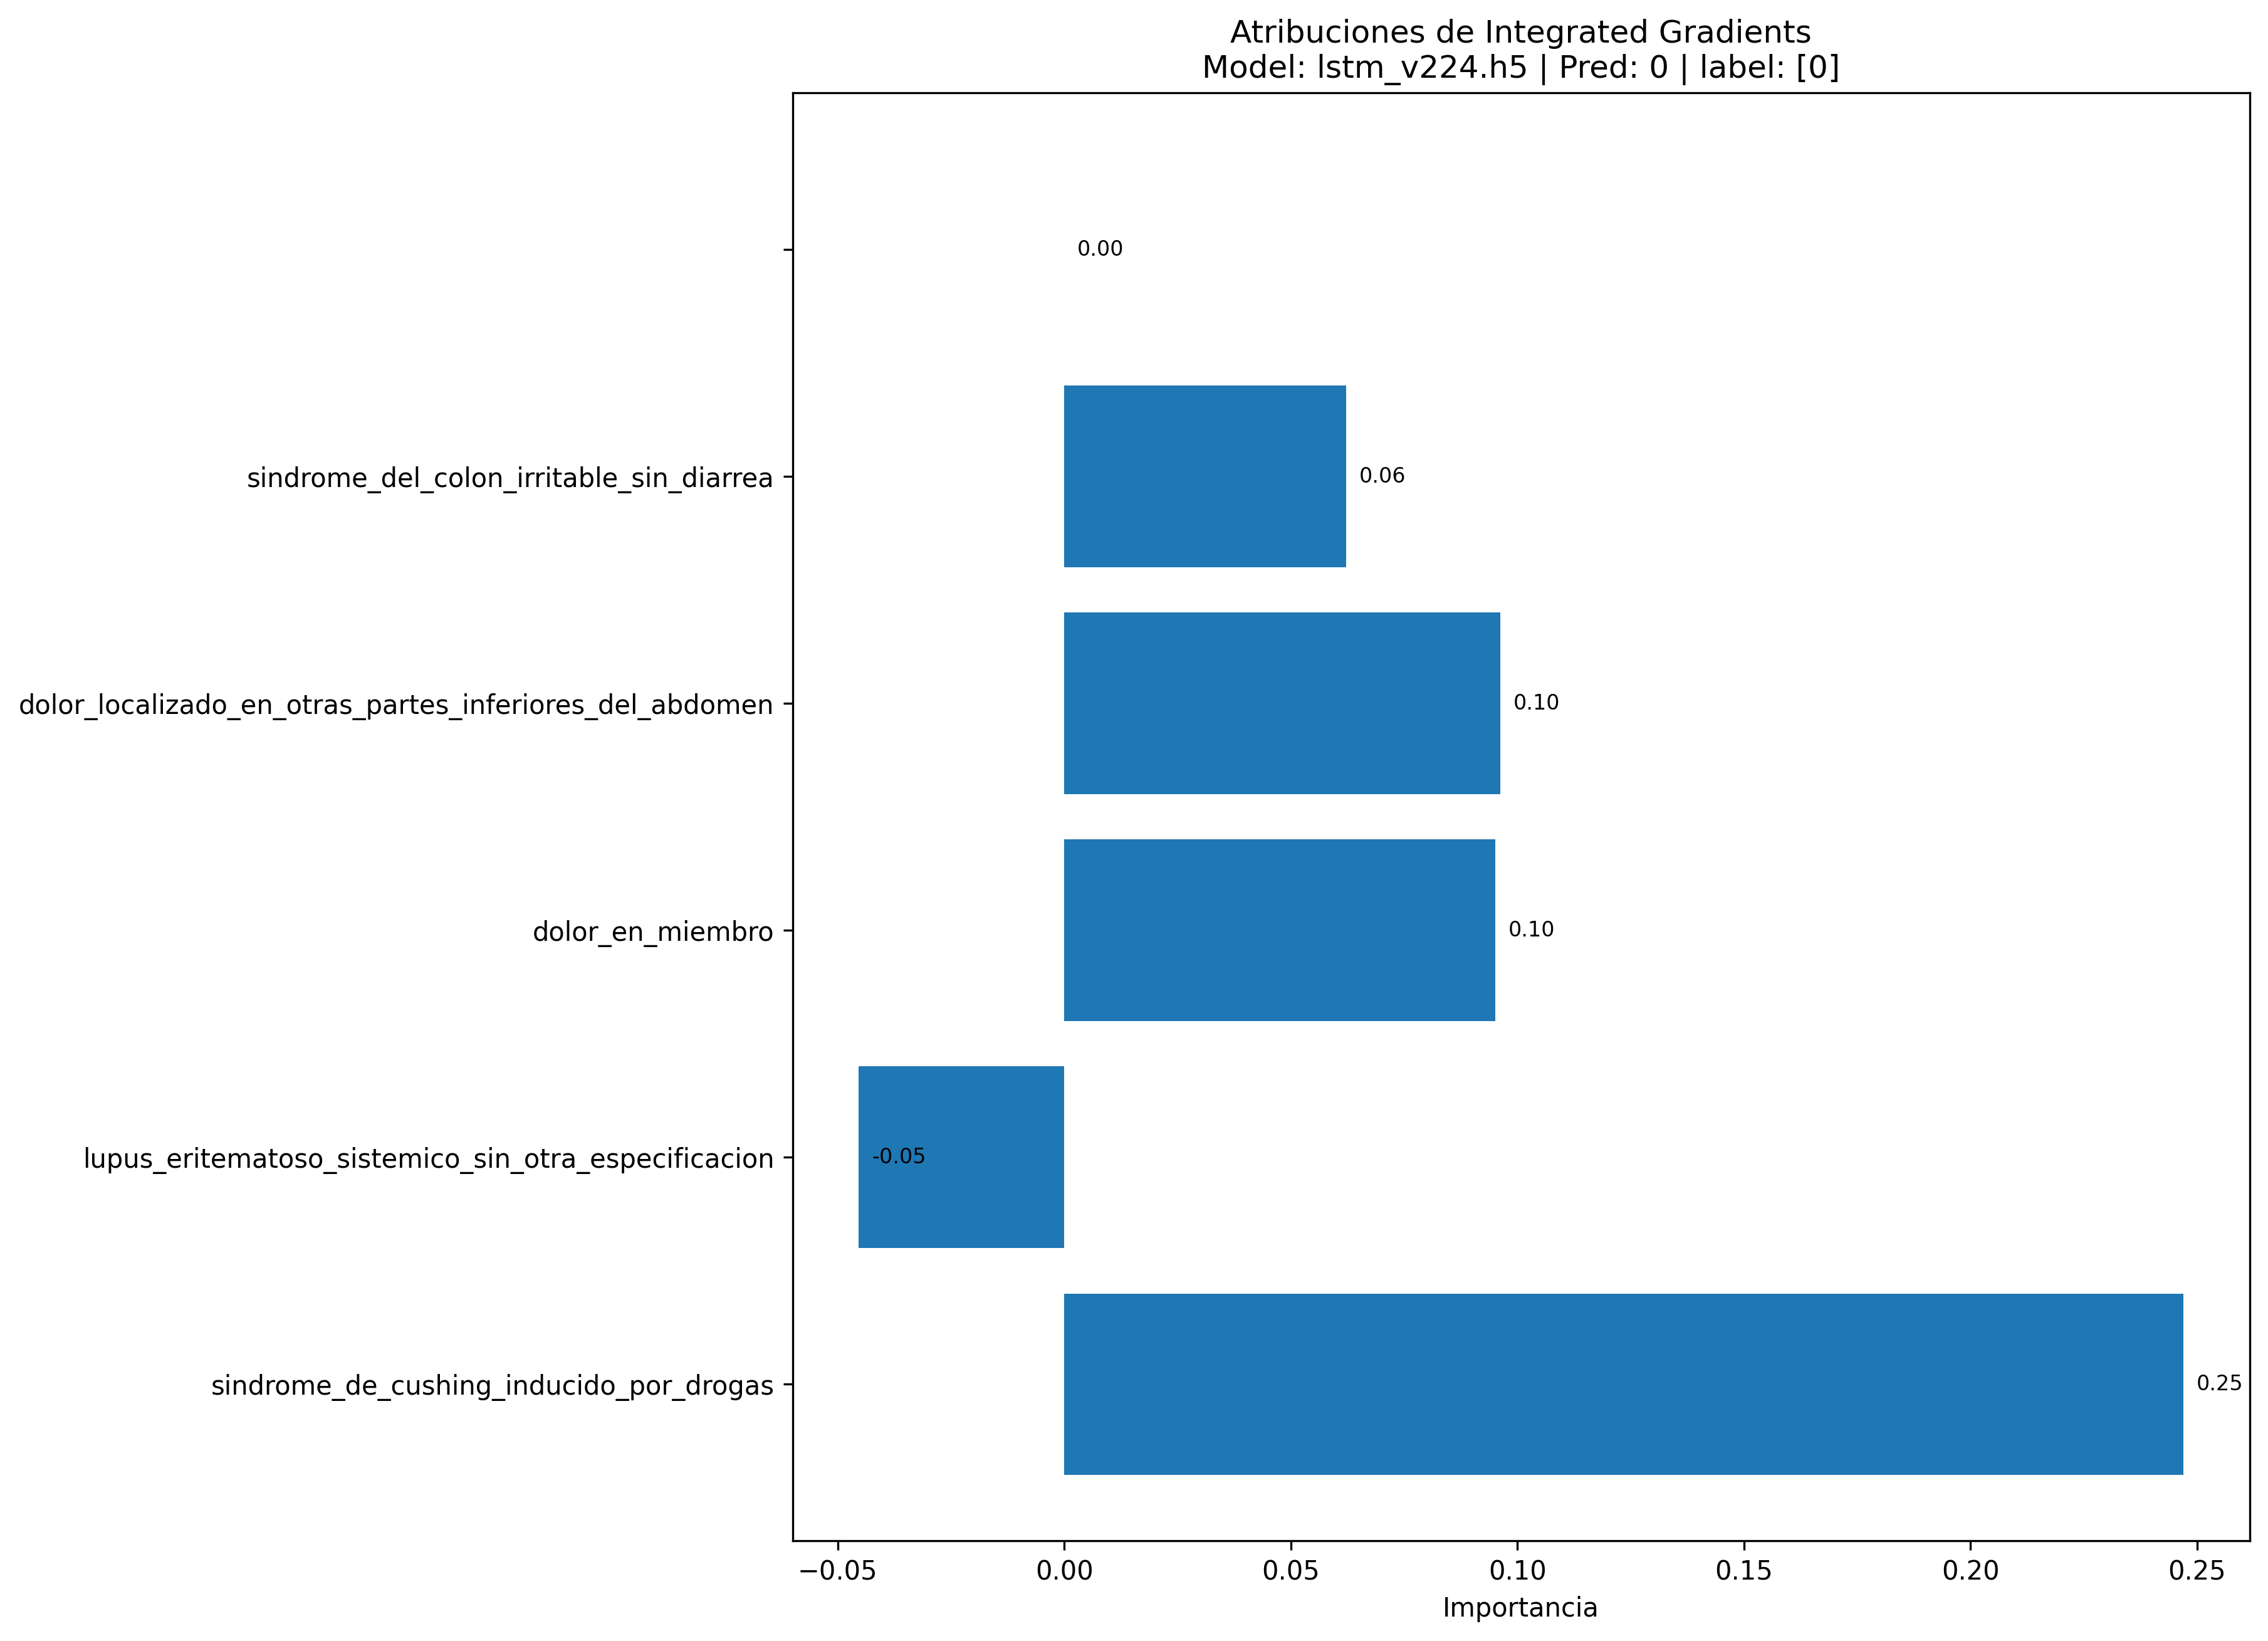 Atribuciones de Integrated Gradients
Model: lstm_v224.h5 | Pred: 0 | label: [0]
0.00
sindrome_del_colon_irritable_sin_diarrea
0.06
dolor_localizado_en_otras_partes_inferiores_del_abdomen
0.10
dolor_en_miembro
0.10
lupus_eritematoso_sistemico_sin_otra_especificacion
-0.05
sindrome_de_cushing_inducido_por_drogas
0.25
−0.05 0.00 0.05 0.10 0.15 0.20 0.25
Importancia